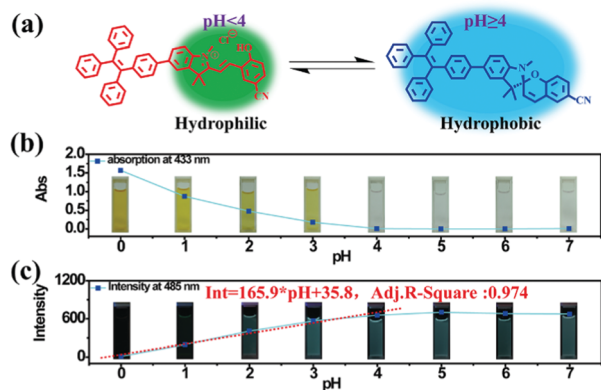 (a)
pH<4
pH≥4
Cl⊖
N⊕
HO
CN
N
O
CN
Hydrophilic
Hydrophobic
(b)
absorption at 433 nm
Abs
2.0
1.5
1.0
0.5
0.0
0 1 2 3 4 5 6 7
pH
(c)
Intensity at 485 nm
Int=165.9*pH+35.8, Adj.R-Square :0.974
Intensity
1200
600
0
0 1 2 3 4 5 6 7
pH